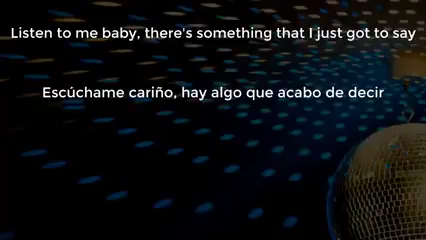 Listen to me baby, there's something that I just got to say
Escúchame cariño, hay algo que acabo de decir